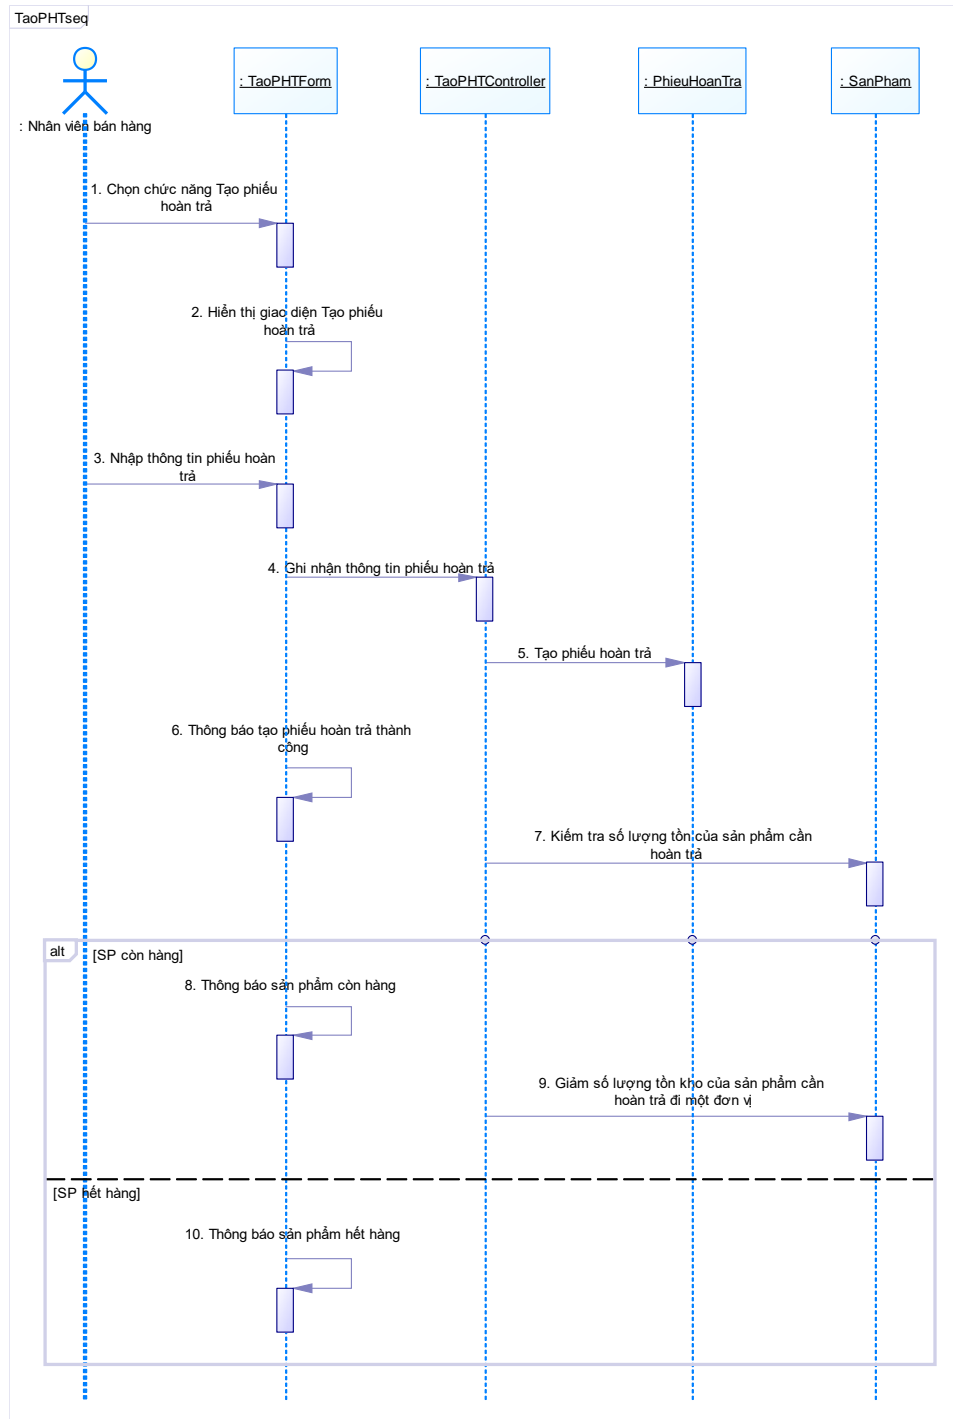 TaoPHTseq
: TaoPHTForm
: TaoPHTController
: PhieuHoanTra
: SanPham
: Nhân viên bán hàng
1. Chọn chức năng Tạo phiếu
hoàn trả
2. Hiển thị giao diện Tạo phiếu
hoàn trả
3. Nhập thông tin phiếu hoàn
trả
4. Ghi nhận thông tin phiếu hoàn trả
5. Tạo phiếu hoàn trả
6. Thông báo tạo phiếu hoàn trả thành
công
7. Kiểm tra số lượng tồn của sản phẩm cần
hoàn trả
alt
[SP còn hàng]
8. Thông báo sản phẩm còn hàng
9. Giảm số lượng tồn kho của sản phẩm cần
hoàn trả đi một đơn vị
[SP hết hàng]
10. Thông báo sản phẩm hết hàng